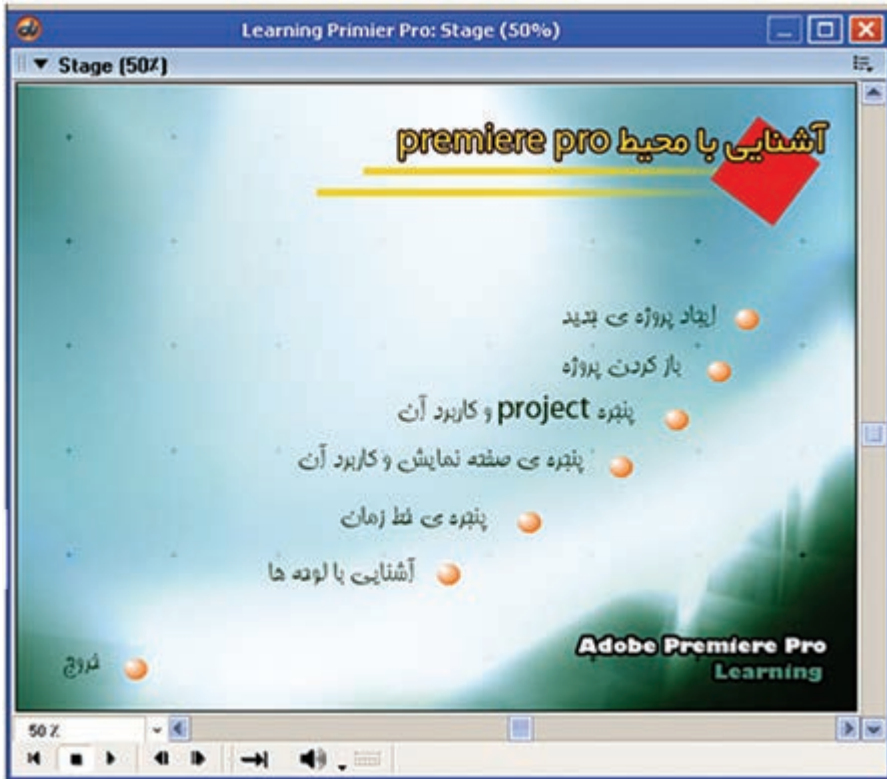 Learning Primier Pro: Stage (50%)
Stage (50%)
آشنایی با محیط premiere pro
ایجاد پروژه ی جدید
باز کردن پروژه
پنجره project و کاربرد آن
پنجره ی صفحه نمایش و کاربرد آن
پنجره ی خط زمان
آشنایی با لوحه ها
خروج
Adobe Premiere Pro
Learning
50 %